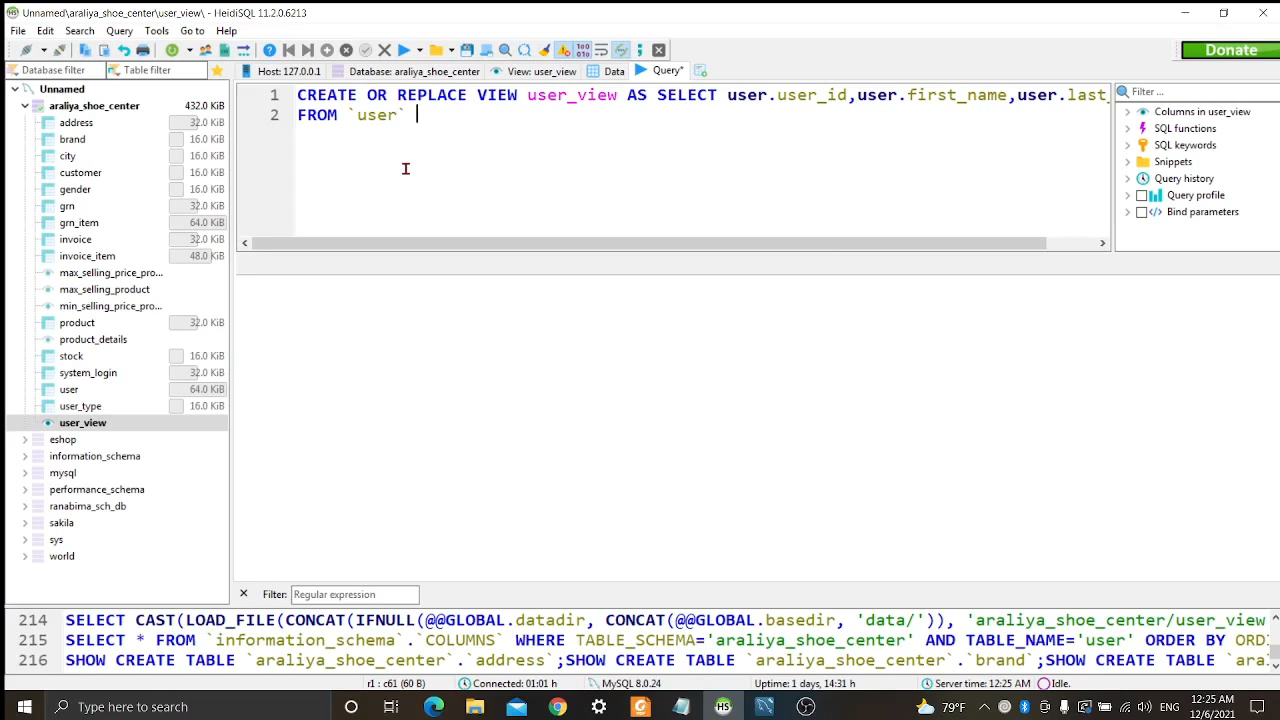 Unnamed\araliya_shoe_center\user_view\ - HeidiSQL 11.2.0.6213
File Edit Search Query Tools Go to Help
Donate
Database filter Table filter Host: 127.0.0.1 Database: araliya_shoe_center View: user_view Data Query*
Unnamed
araliya_shoe_center 432.0 KiB
address 32.0 KiB
brand 16.0 KiB
city 16.0 KiB
customer 16.0 KiB
gender 16.0 KiB
grn 32.0 KiB
grn_item 64.0 KiB
invoice 32.0 KiB
invoice_item 48.0 KiB
max_selling_price_pro...
max_selling_product
min_selling_price_pro...
product 32.0 KiB
product_details
stock 16.0 KiB
system_login 32.0 KiB
user 64.0 KiB
user_type 16.0 KiB
user_view
eshop
information_schema
mysql
performance_schema
ranabima_sch_db
sakila
sys
world
1 CREATE OR REPLACE VIEW user_view AS SELECT user.user_id,user.first_name,user.last_
2 FROM `user`
Filter ...
Columns in user_view
SQL functions
SQL keywords
Snippets
Query history
Query profile
Bind parameters
Filter: Regular expression
214 SELECT CAST(LOAD_FILE(CONCAT(IFNULL(@@GLOBAL.datadir, CONCAT(@@GLOBAL.basedir, 'data/')), 'araliya_shoe_center/user_view
215 SELECT * FROM `information_schema`.`COLUMNS` WHERE TABLE_SCHEMA='araliya_shoe_center' AND TABLE_NAME='user' ORDER BY ORDI
216 SHOW CREATE TABLE `araliya_shoe_center`.`address`;SHOW CREATE TABLE `araliya_shoe_center`.`brand`;SHOW CREATE TABLE `aral
r1 : c61 (60 B) Connected: 01:01 h MySQL 8.0.24 Uptime: 1 days, 14:31 h Server time: 12:25 AM Idle.
Type here to search
79°F
12:25 AM
12/6/2021